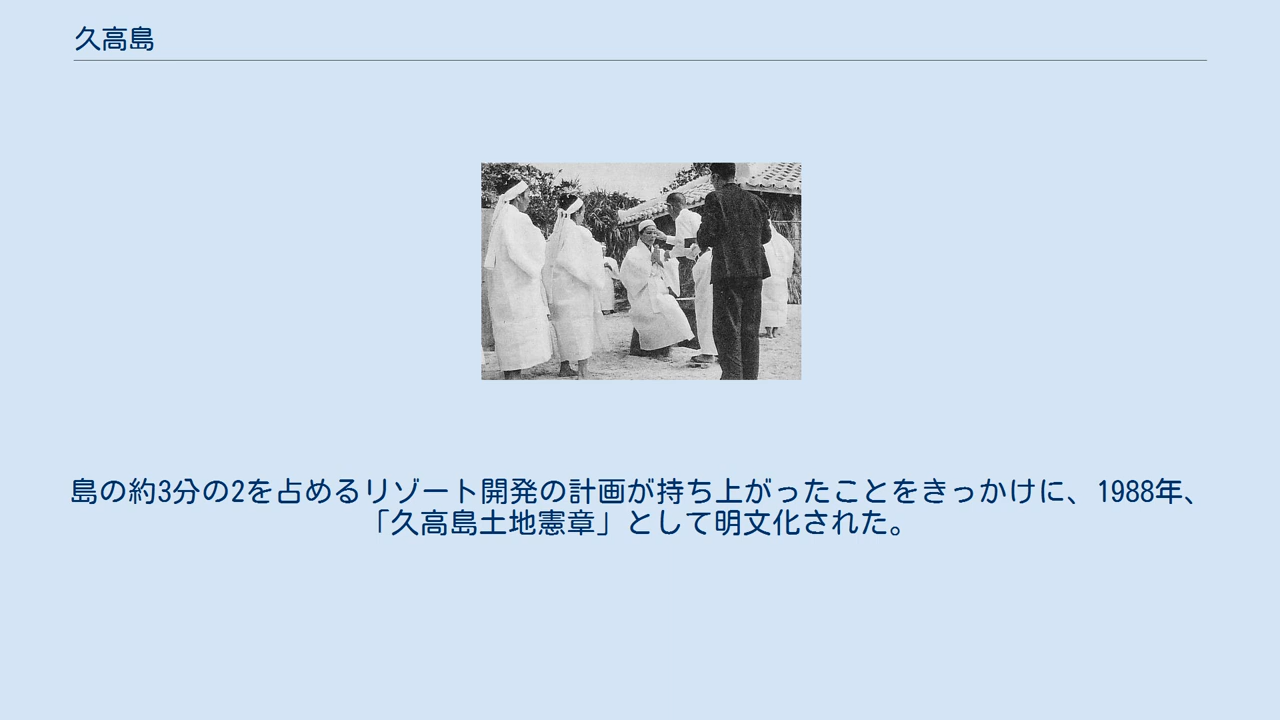 久高島
島の約3分の2を占めるリゾート開発の計画が持ち上がったことをきっかけに、1988年、
「久高島土地憲章」として明文化された。